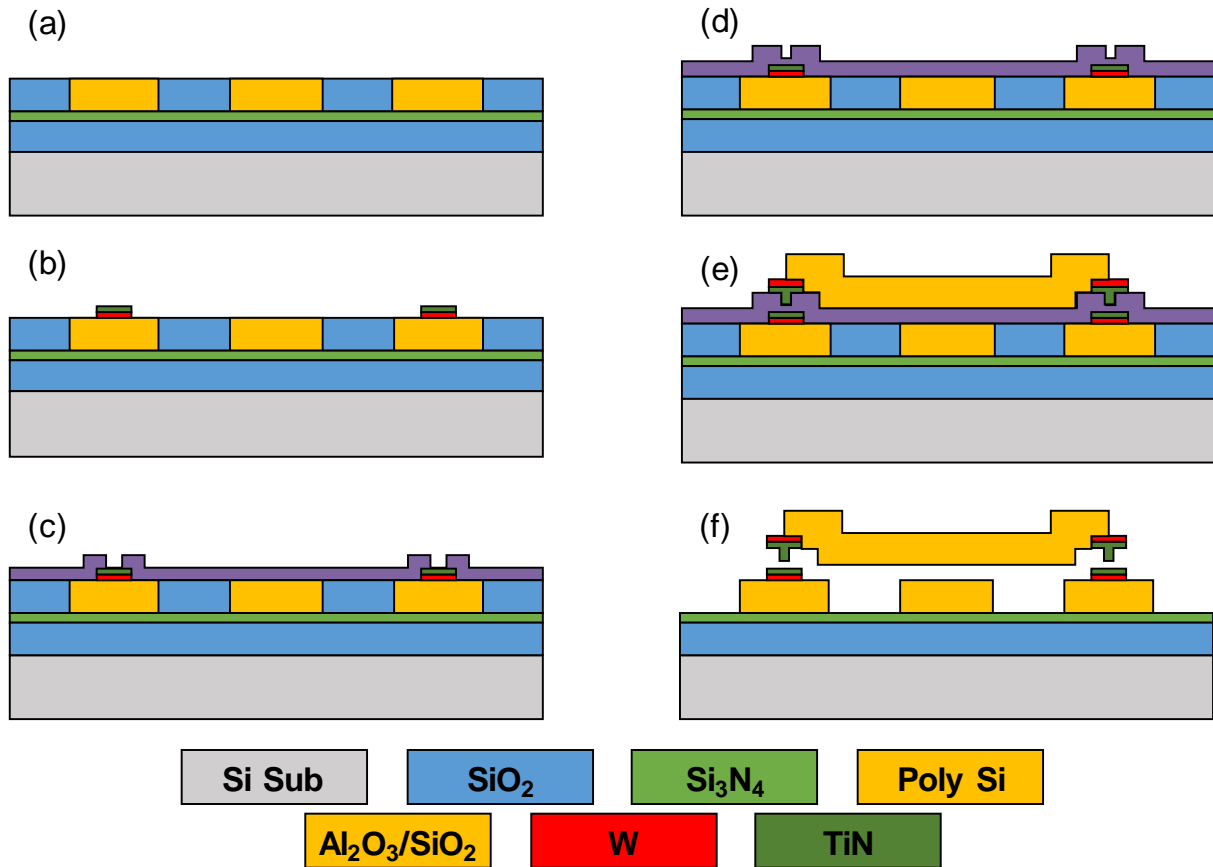 (a)
(b)
(c)
(d)
(e)
(f)
Si Sub
SiO₂
Si₃N₄
Poly Si
Al₂O₃/SiO₂
W
TiN